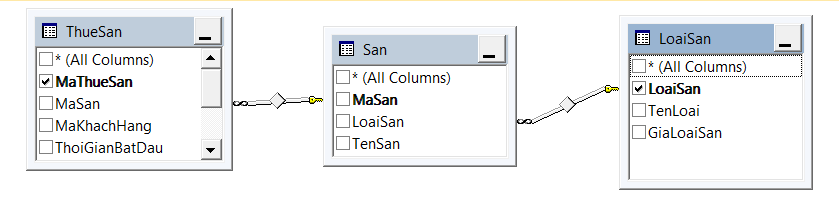 ThueSan
* (All Columns)
MaThueSan
MaSan
MaKhachHang
ThoiGianBatDau
San
* (All Columns)
MaSan
LoaiSan
TenSan
LoaiSan
* (All Columns)
LoaiSan
TenLoai
GiaLoaiSan